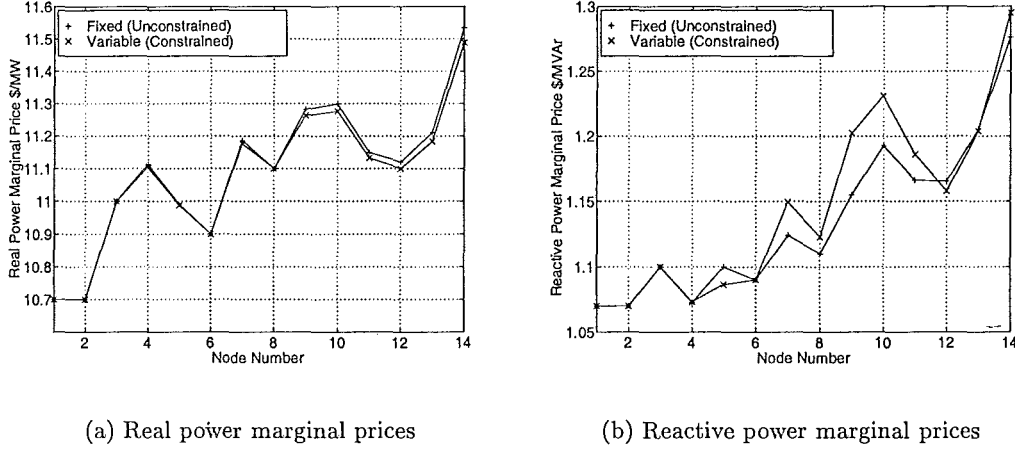 11.6
11.5
11.4
11.3
11.2
11.1
11
10.9
10.8
10.7
Real Power Marginal Price $/MW
+ Fixed (Unconstrained)
× Variable (Constrained)
2 4 6 8 10 12 14
Node Number
(a) Real power marginal prices
1.3
1.25
1.2
1.15
1.1
1.05
Reactive Power Marginal Price $/MVAr
+ Fixed (Unconstrained)
× Variable (Constrained)
2 4 6 8 10 12 14
Node Number
(b) Reactive power marginal prices